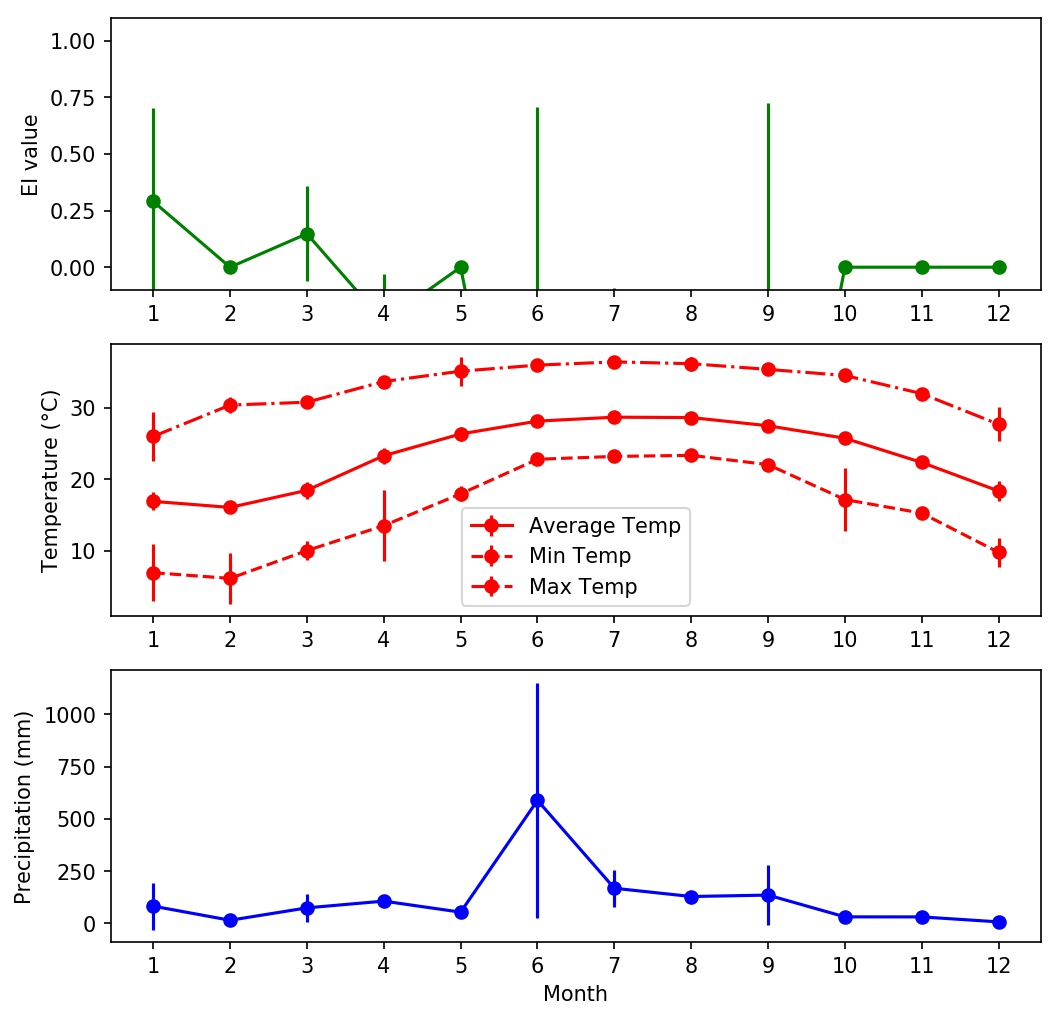 1.00
0.75
0.50
0.25
0.00
EI value
1 2 3 4 5 6 7 8 9 10 11 12
30
20
10
Temperature (°C)
Average Temp
Min Temp
Max Temp
1 2 3 4 5 6 7 8 9 10 11 12
1000
750
500
250
0
Precipitation (mm)
1 2 3 4 5 6 7 8 9 10 11 12
Month